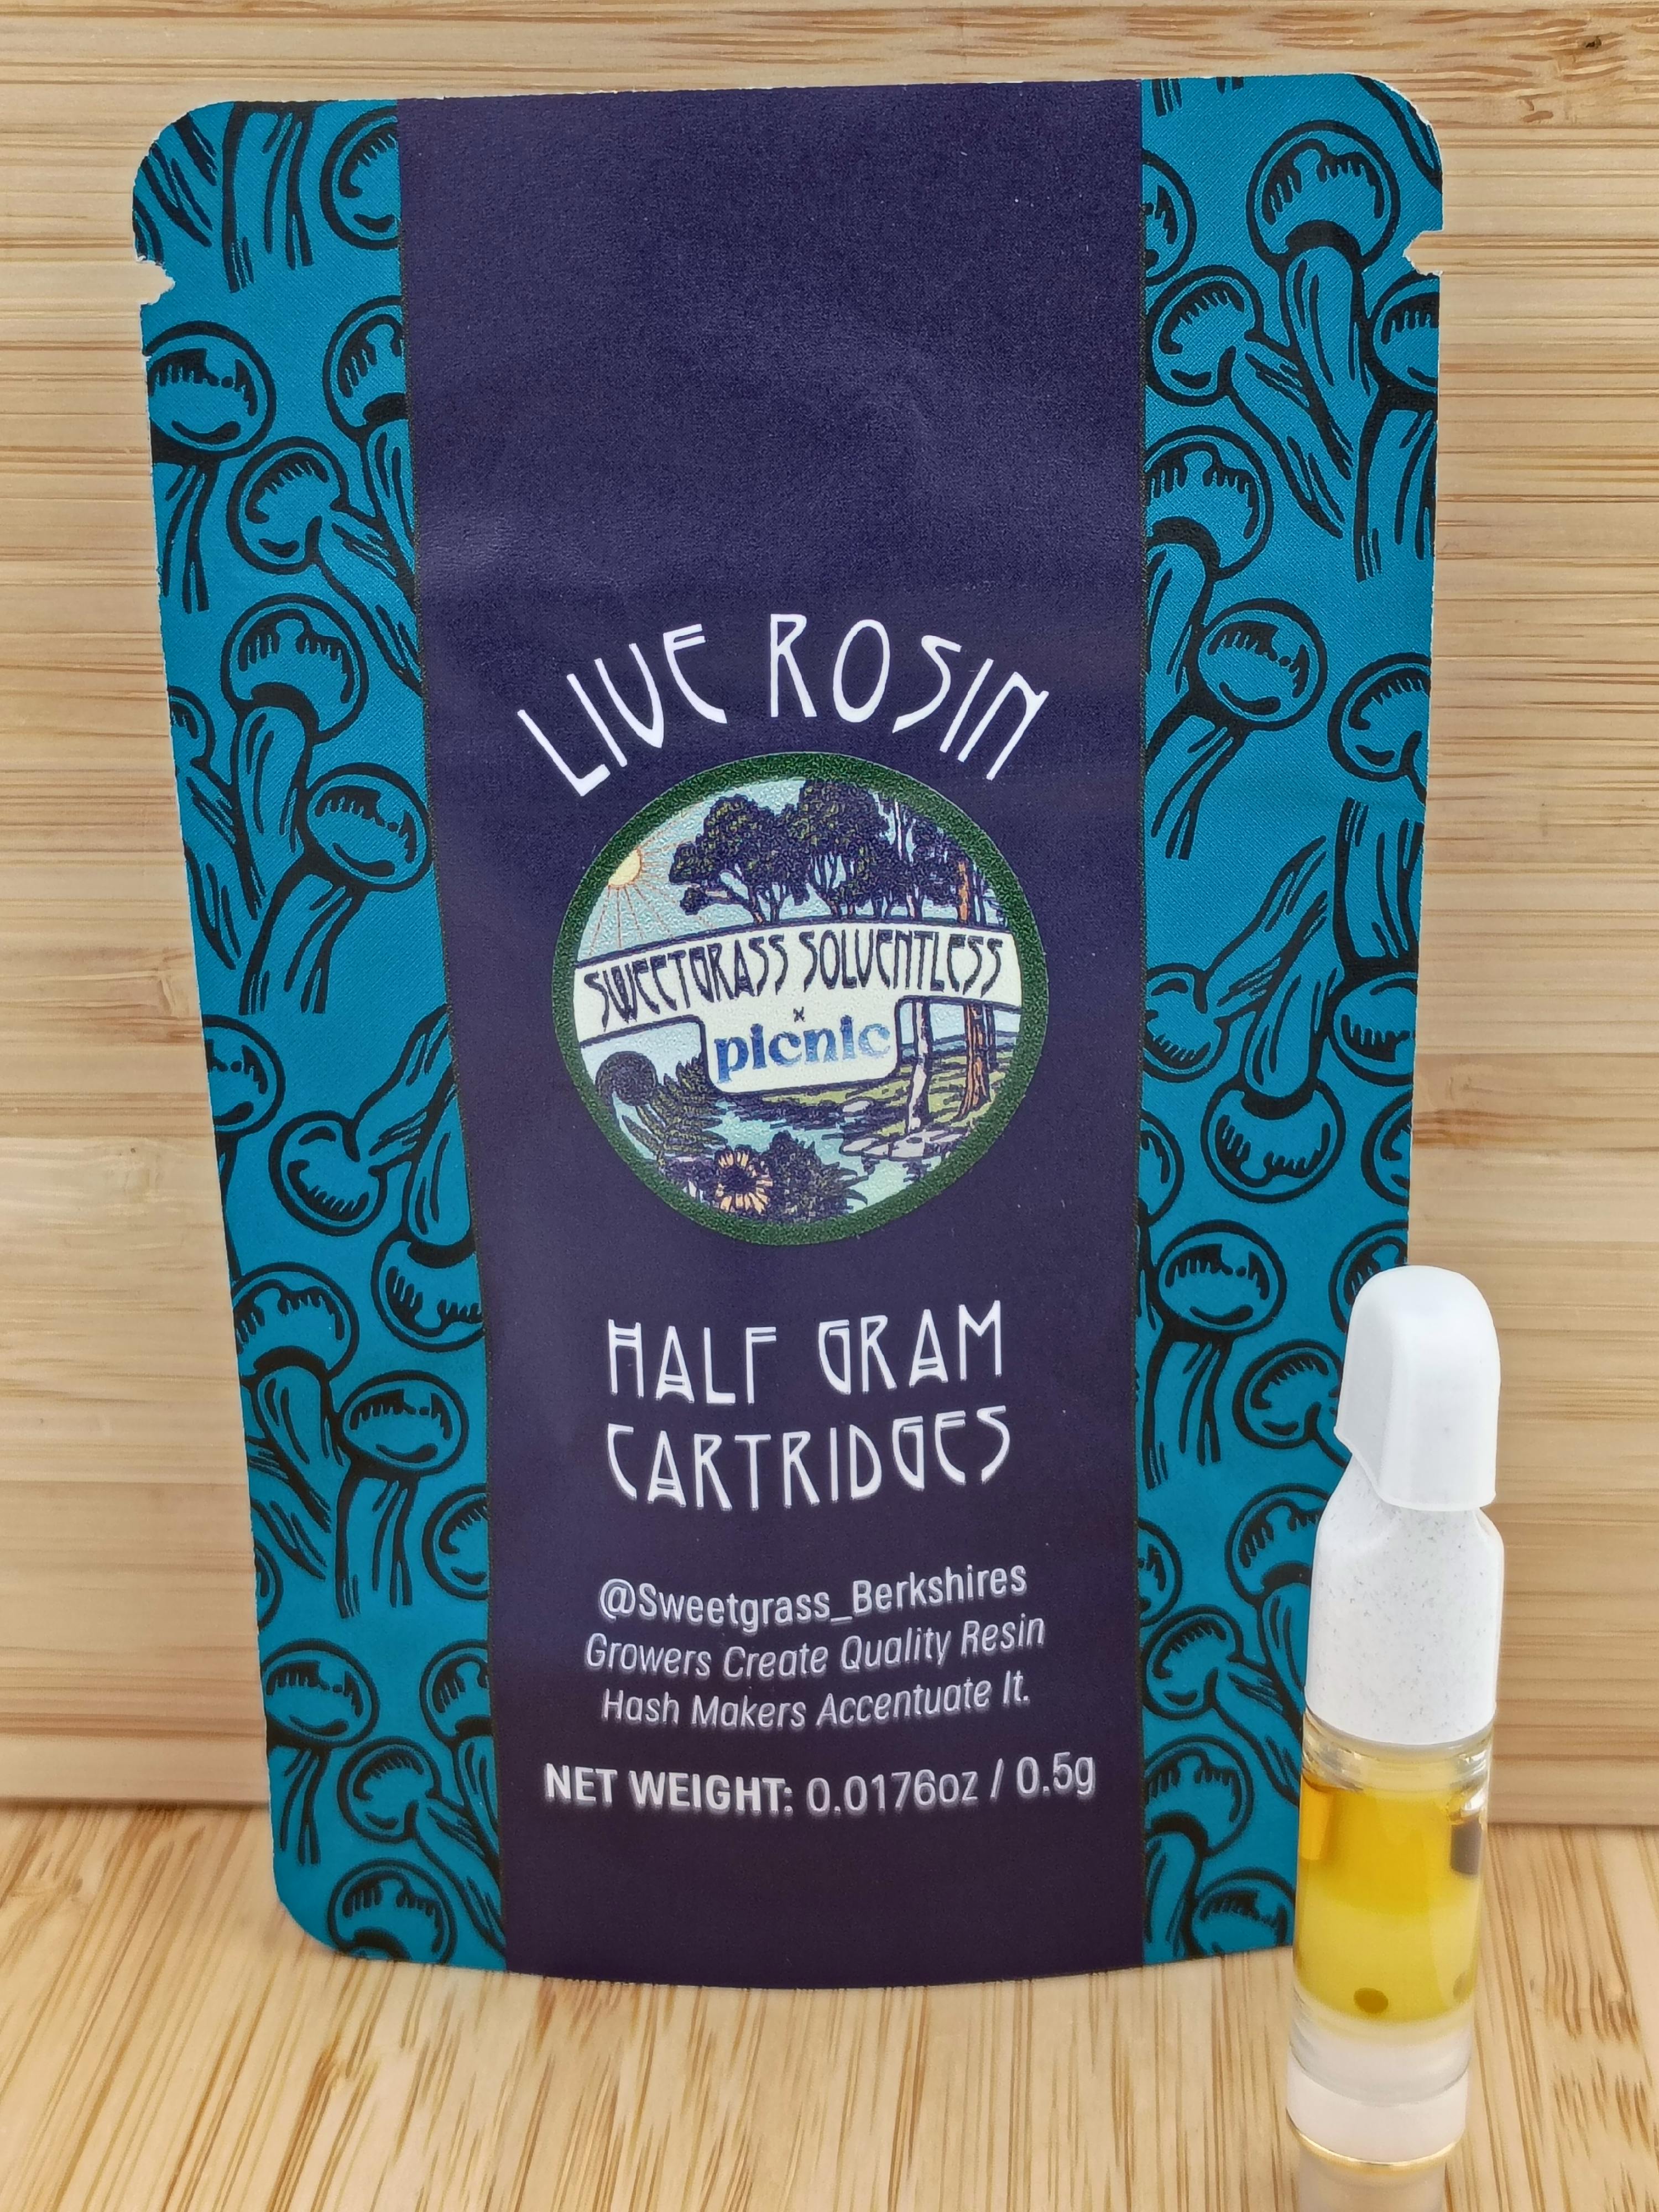 LIVE ROSIN
SWEETGRASS SOLVENTLESS
x
picnic
HALF GRAM
CARTRIDGES
@Sweetgrass_Berkshires
Growers Create Quality Resin
Hash Makers Accentuate It.
NET WEIGHT: 0.0176oz / 0.5g